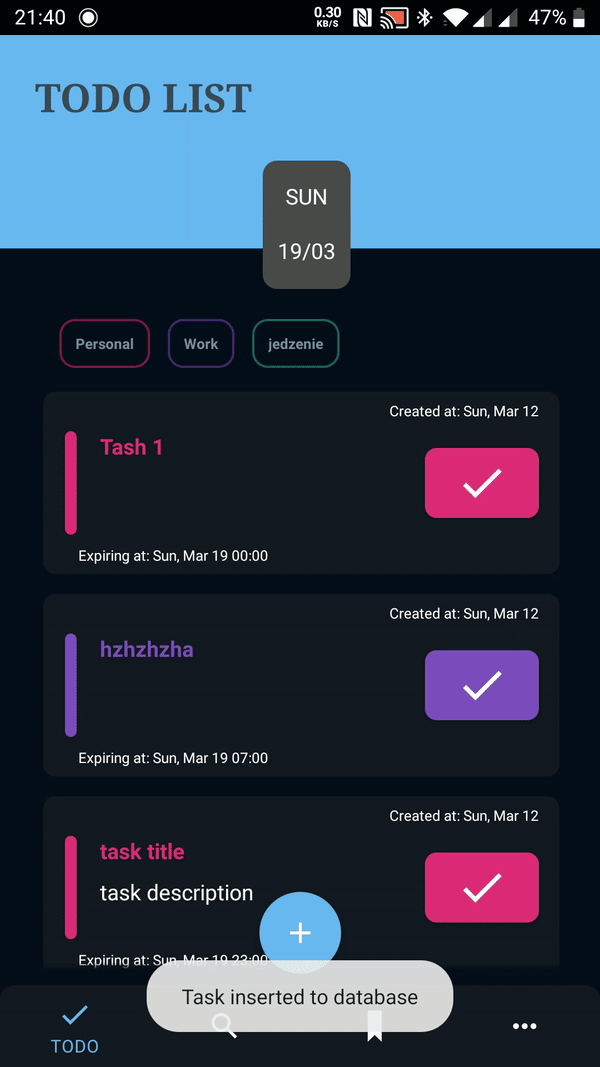 21:40 0.30 KB/S 47%
TODO LIST
SUN
19/03
Personal Work jedzenie
Created at: Sun, Mar 12
Tash 1
Expiring at: Sun, Mar 19 00:00
Created at: Sun, Mar 12
hzhzhzha
Expiring at: Sun, Mar 19 07:00
Created at: Sun, Mar 12
task title
task description
Expiring at: Sun, Mar 19 23:00
Task inserted to database
TODO